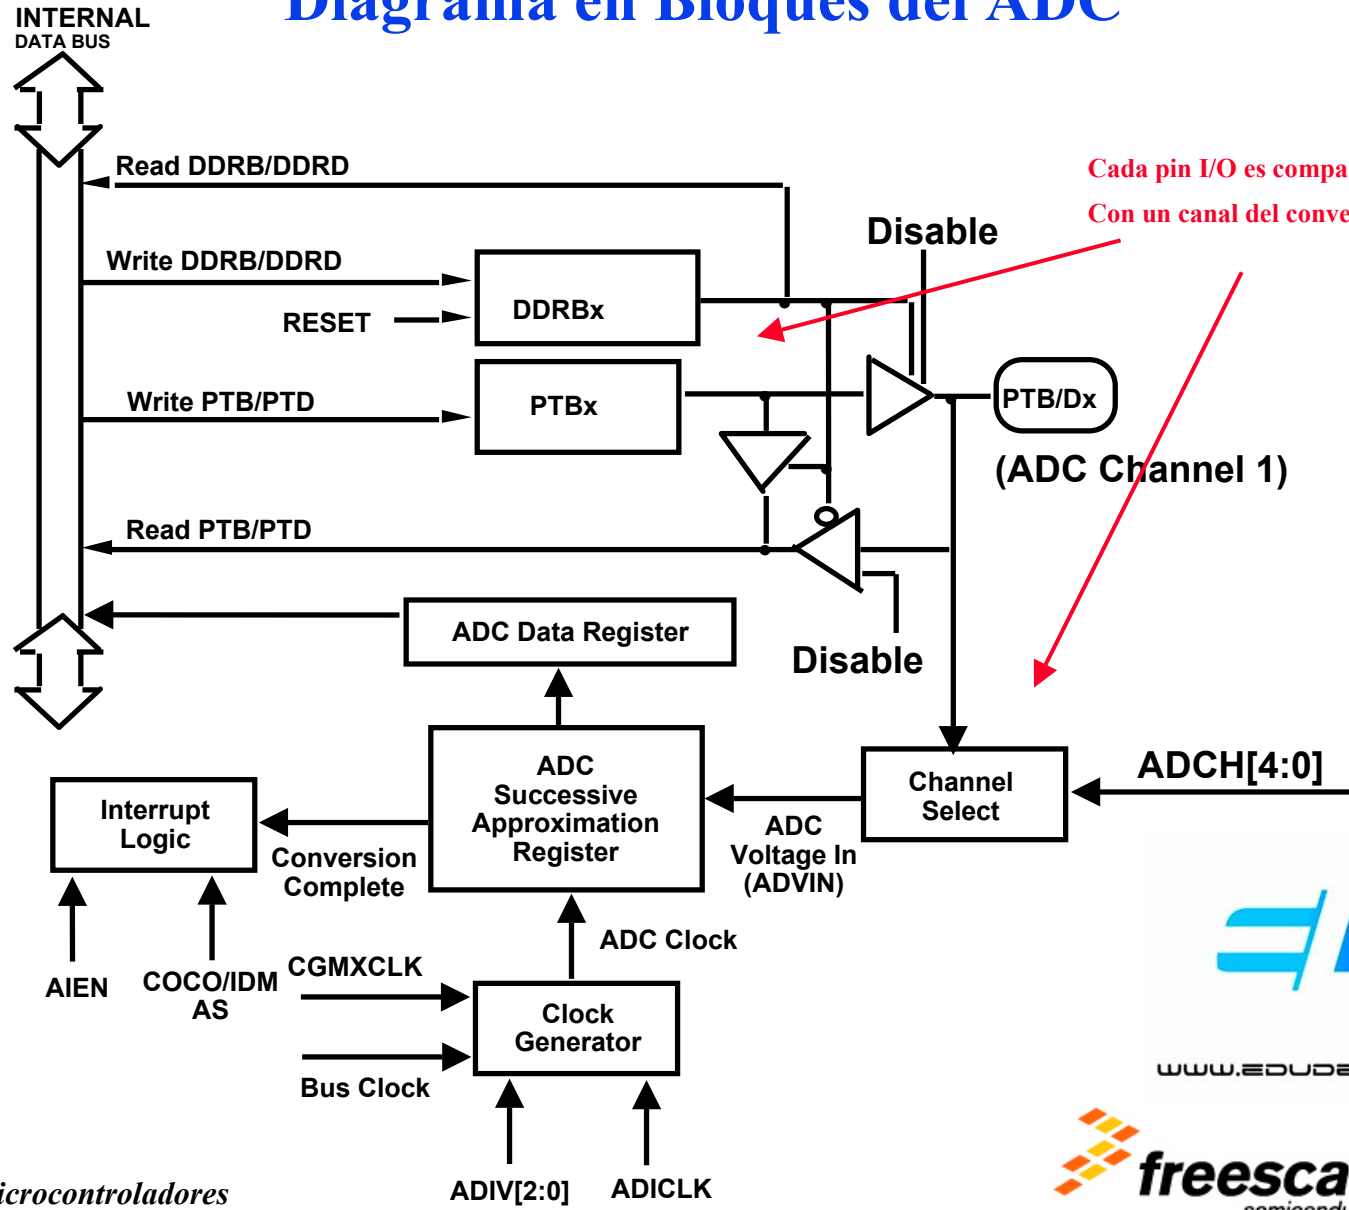 Diagrama en Bloques del ADC
INTERNAL
DATA BUS
Read DDRB/DDRD
Cada pin I/O es compa
Con un canal del conve
Disable
Write DDRB/DDRD
DDRBx
RESET
Write PTB/PTD
PTBx
PTB/Dx
(ADC Channel 1)
Read PTB/PTD
ADC Data Register
Disable
ADC
Successive
Approximation
Register
Channel
Select
ADCH[4:0]
Interrupt
Logic
Conversion
Complete
ADC
Voltage In
(ADVIN)
ADC Clock
AIEN
COCO/IDM
AS
CGMXCLK
Clock
Generator
Bus Clock
www.edude
ADIV[2:0]
ADICLK
icrocontroladores
freesca
semicondu